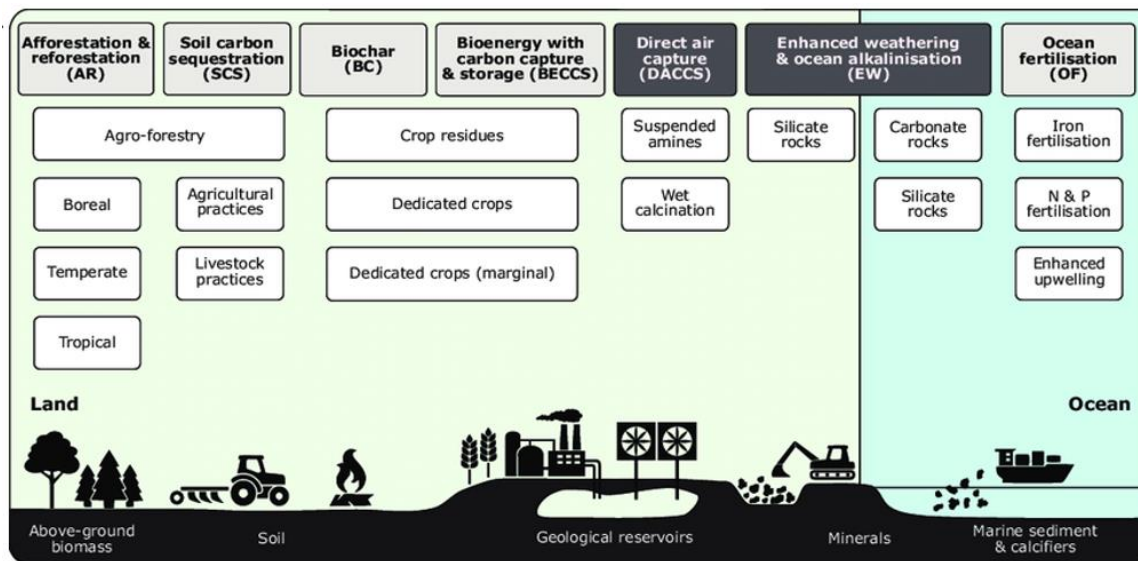 Afforestation &
reforestation
(AR)
Soil carbon
sequestration
(SCS)
Biochar
(BC)
Bioenergy with
carbon capture
& storage (BECCS)
Direct air
capture
(DACCS)
Enhanced weathering
& ocean alkalinisation
(EW)
Ocean
fertilisation
(OF)
Agro-forestry
Crop residues
Suspended
amines
Silicate
rocks
Carbonate
rocks
Iron
fertilisation
Boreal
Agricultural
practices
Dedicated crops
Wet
calcination
Silicate
rocks
N & P
fertilisation
Temperate
Livestock
practices
Dedicated crops (marginal)
Enhanced
upwelling
Tropical
Land
Ocean
Above-ground
biomass
Soil
Geological reservoirs
Minerals
Marine sediment
& calcifiers